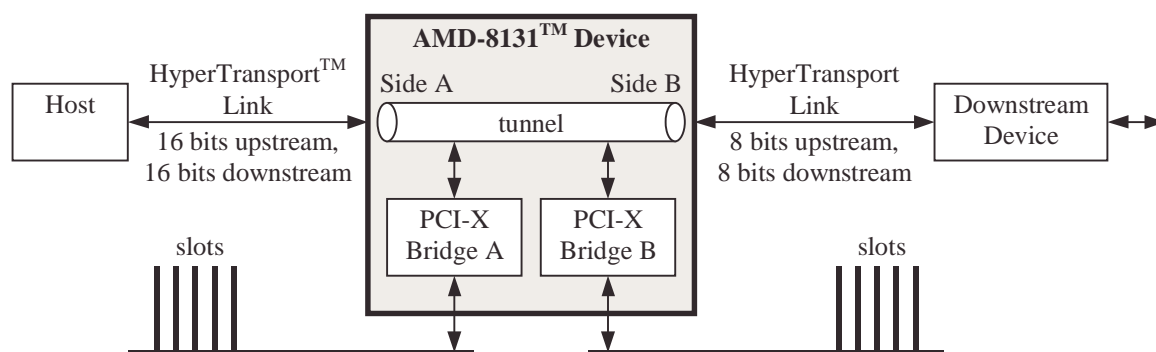 AMD-8131™ Device
HyperTransport™
Link
Side A
Side B
HyperTransport
Link
Host
tunnel
Downstream
Device
16 bits upstream,
16 bits downstream
8 bits upstream,
8 bits downstream
PCI-X
Bridge A
PCI-X
Bridge B
slots
slots